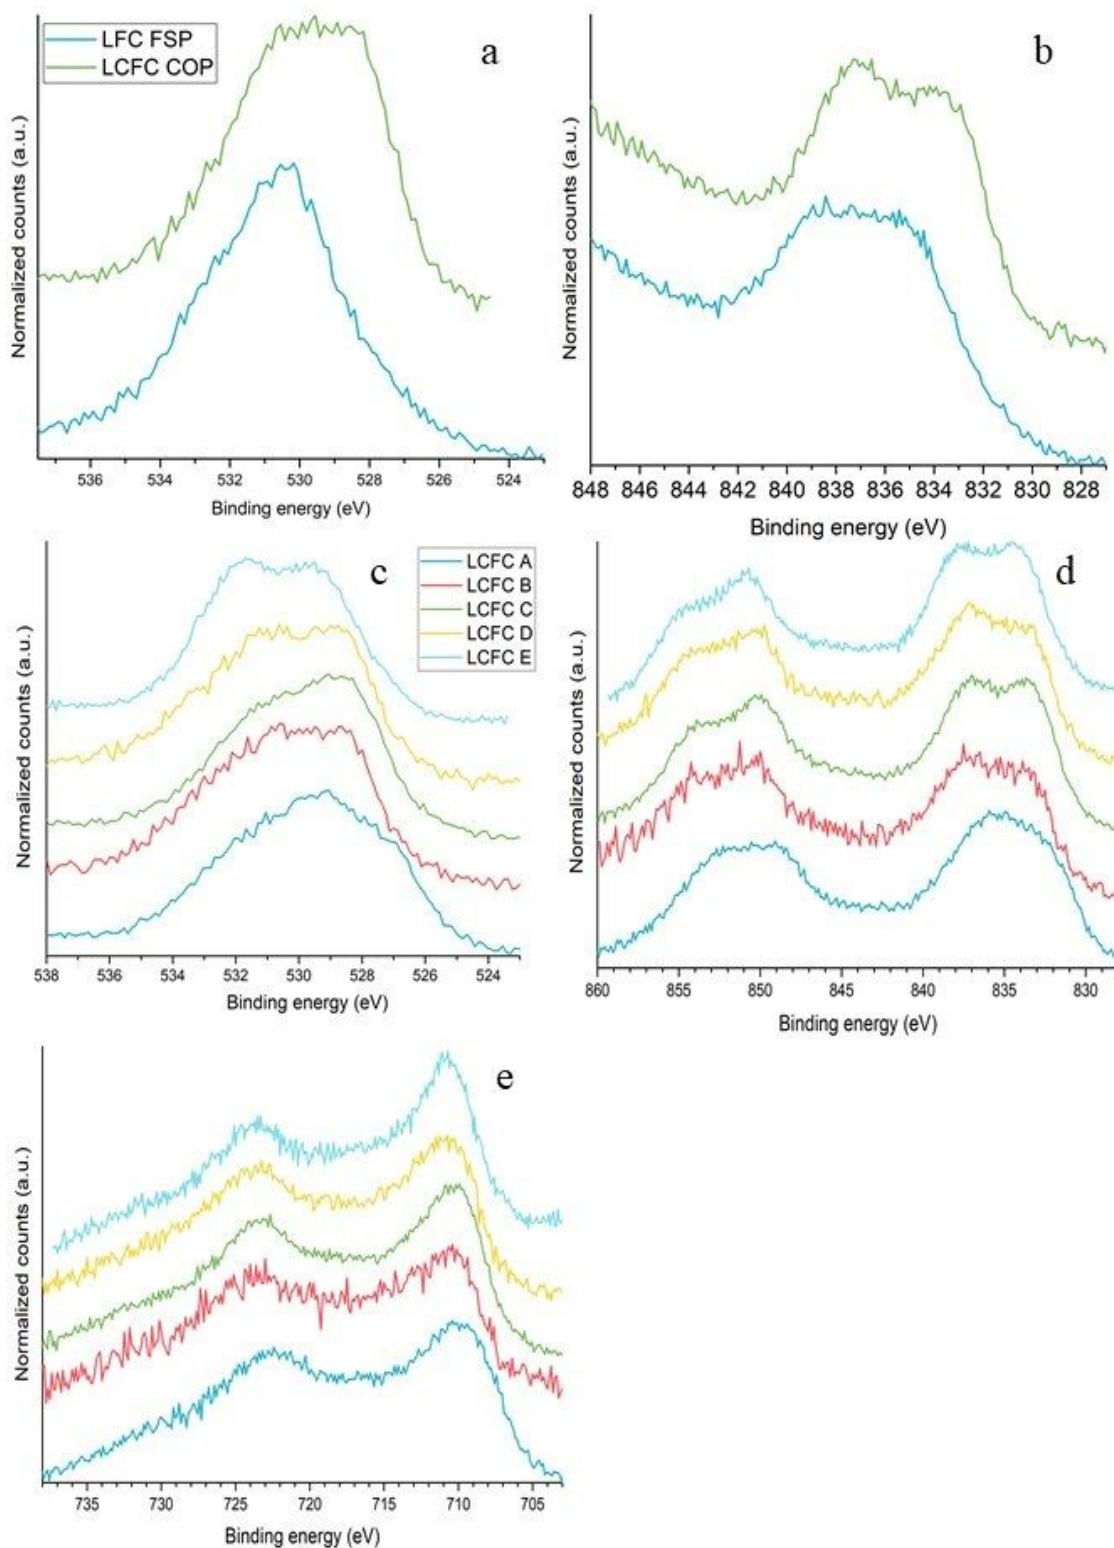 LFC FSP
LCFC COP
a
Normalized counts (a.u.)
536 534 532 530 528 526 524
Binding energy (eV)
b
Normalized counts (a.u.)
848 846 844 842 840 838 836 834 832 830 828
Binding energy (eV)
c
LCFC A
LCFC B
LCFC C
LCFC D
LCFC E
Normalized counts (a.u.)
538 536 534 532 530 528 526 524
Binding energy (eV)
d
Normalized counts (a.u.)
860 855 850 845 840 835 830
Binding energy (eV)
e
Normalized counts (a.u.)
735 730 725 720 715 710 705
Binding energy (eV)